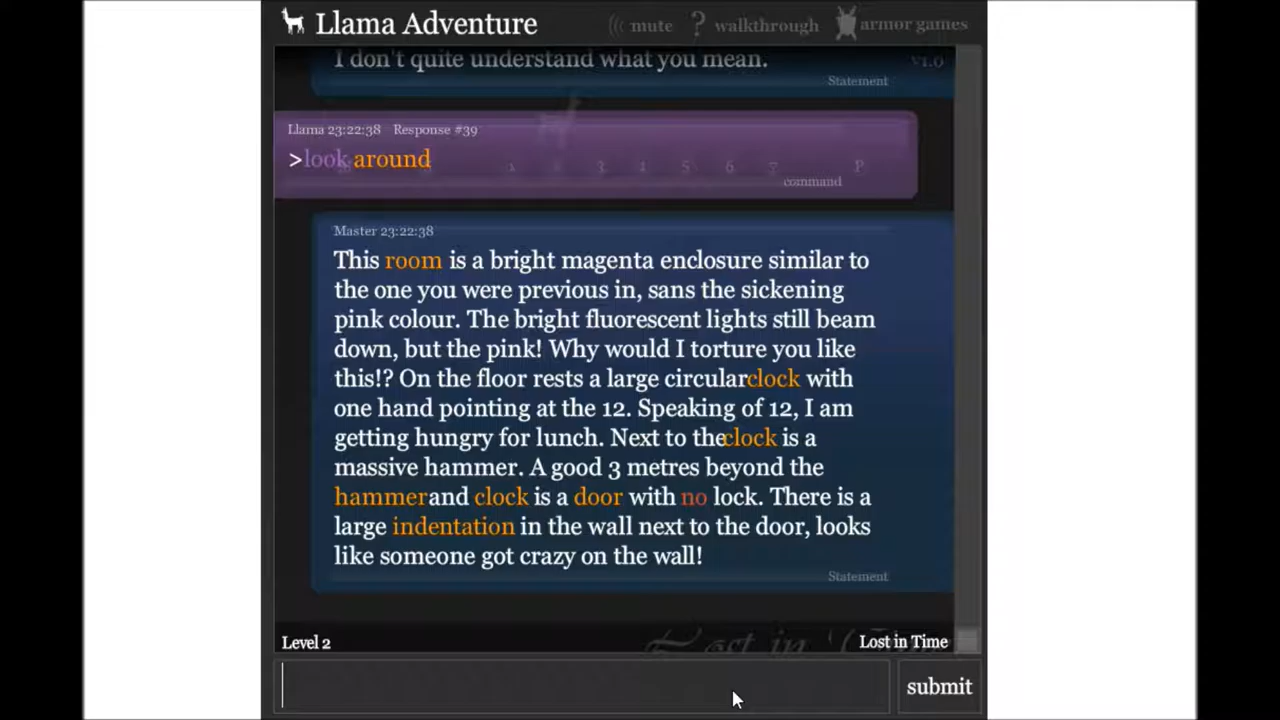 Llama Adventure
((( mute ? walkthrough armor games
I don't quite understand what you mean.
v1.0
Statement
Llama 23:22:38 Response #39
>look around
command
Master 23:22:38
This room is a bright magenta enclosure similar to
the one you were previous in, sans the sickening
pink colour. The bright fluorescent lights still beam
down, but the pink! Why would I torture you like
this!? On the floor rests a large circularclock with
one hand pointing at the 12. Speaking of 12, I am
getting hungry for lunch. Next to theclock is a
massive hammer. A good 3 metres beyond the
hammerand clock is a door with no lock. There is a
large indentation in the wall next to the door, looks
like someone got crazy on the wall!
Statement
Level 2
Lost in Time
submit